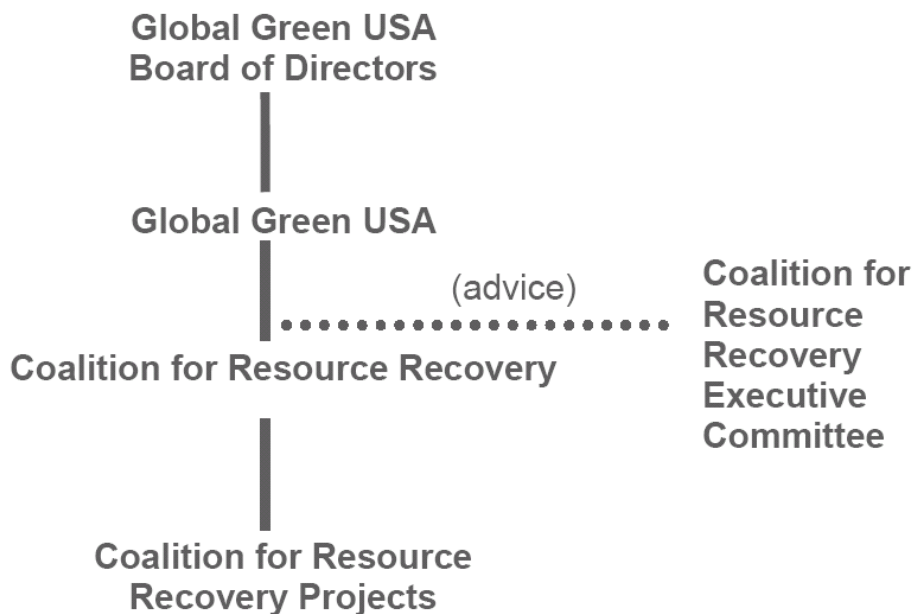 Global Green USA
Board of Directors
Global Green USA
(advice)
Coalition for
Resource
Recovery
Executive
Committee
Coalition for Resource Recovery
Coalition for Resource
Recovery Projects